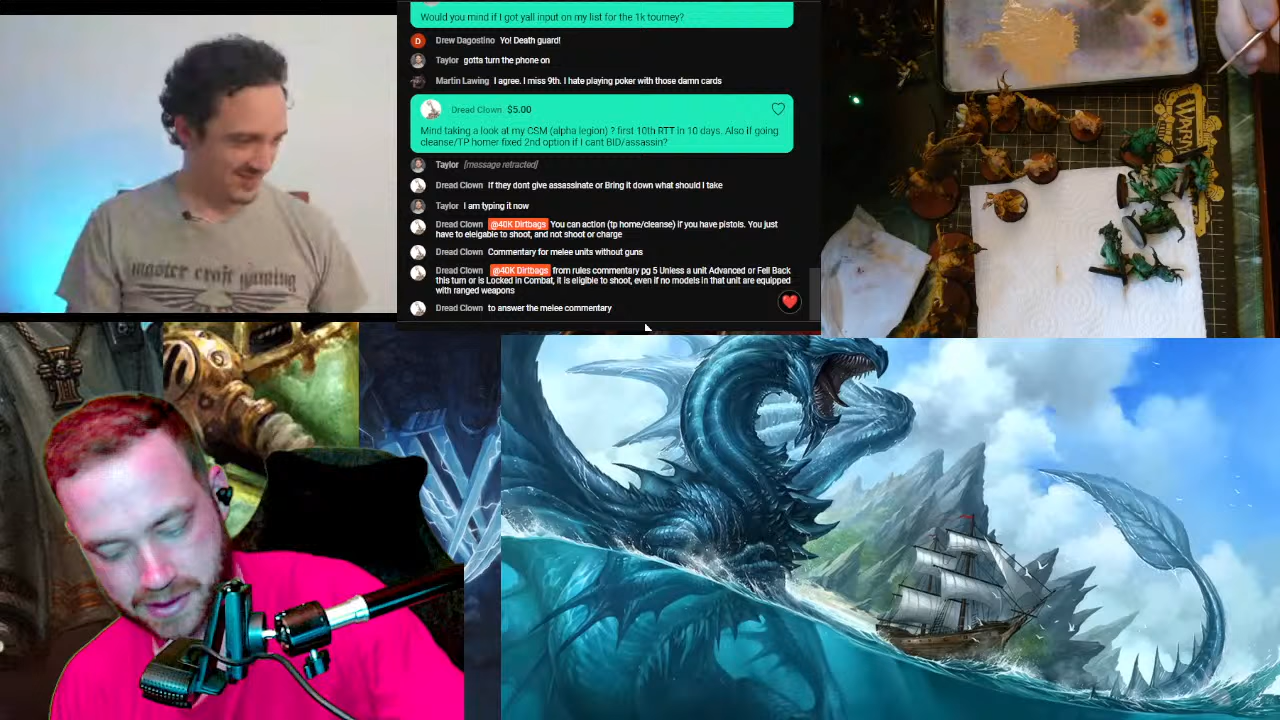 Would you mind if I got yall input on my list for the 1k tourney?
D Drew Dagostino Yo! Death guard!
Taylor gotta turn the phone on
Martin Lawing I agree. I miss 9th. I hate playing poker with those damn cards
Dread Clown $5.00
Mind taking a look at my CSM (alpha legion) ? first 10th RTT in 10 days. Also if going
cleanse/TP homer fixed 2nd option if I cant BID/assassin?
Taylor [message retracted]
Dread Clown If they dont give assassinate or Bring it down what should I take
Taylor I am typing it now
Dread Clown @40K Dirtbags You can action (tp home/cleanse) if you have pistols. You just
have to eleigable to shoot, and not shoot or charge
Dread Clown Commentary for melee units without guns
Dread Clown @40K Dirtbags from rules commentary pg 5 Unless a unit Advanced or Fell Back
this turn or is Locked in Combat, it is eligible to shoot, even if no models in that unit are equipped
with ranged weapons
Dread Clown to answer the melee commentary
master craft gaming